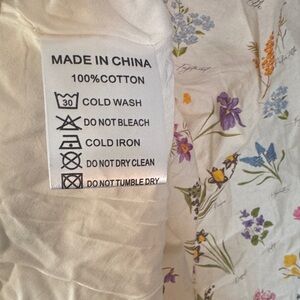 MADE IN CHINA
100%COTTON
30 COLD WASH
DO NOT BLEACH
COLD IRON
DO NOT DRY CLEAN
DO NOT TUMBLE DRY